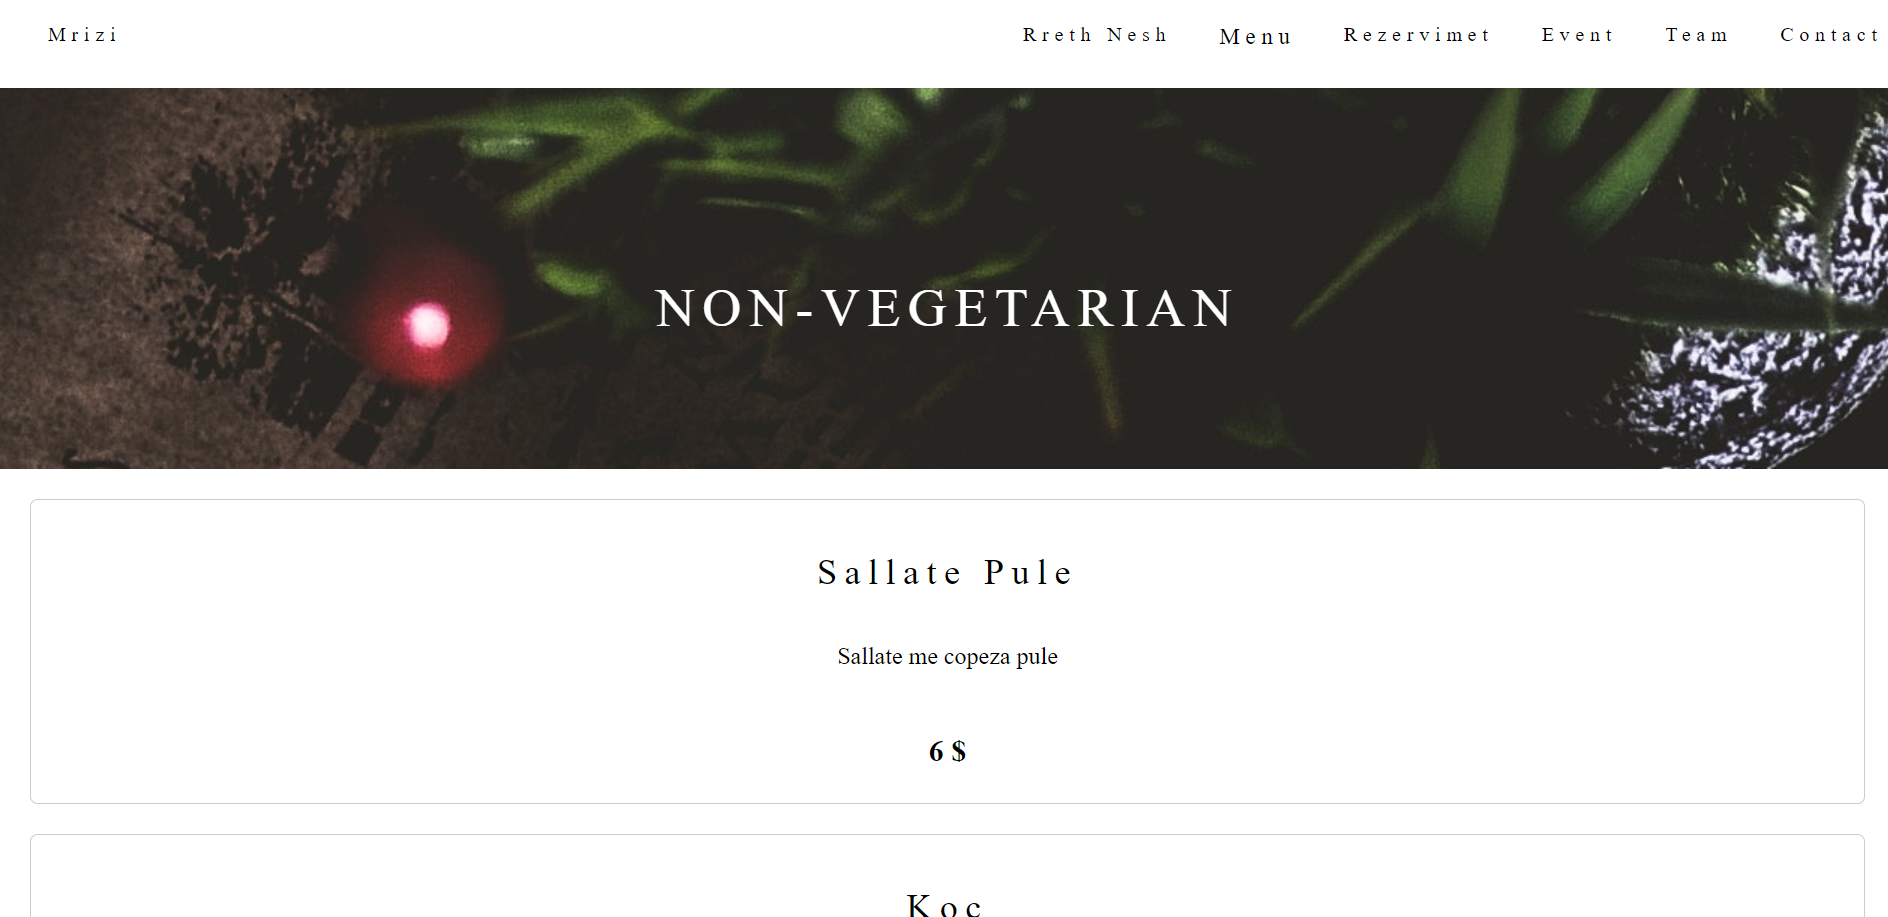 Mrizi Rreth Nesh Menu Rezervimet Event Team Contact
NON-VEGETARIAN
Sallate Pule
Sallate me copeza pule
6 $
Koc